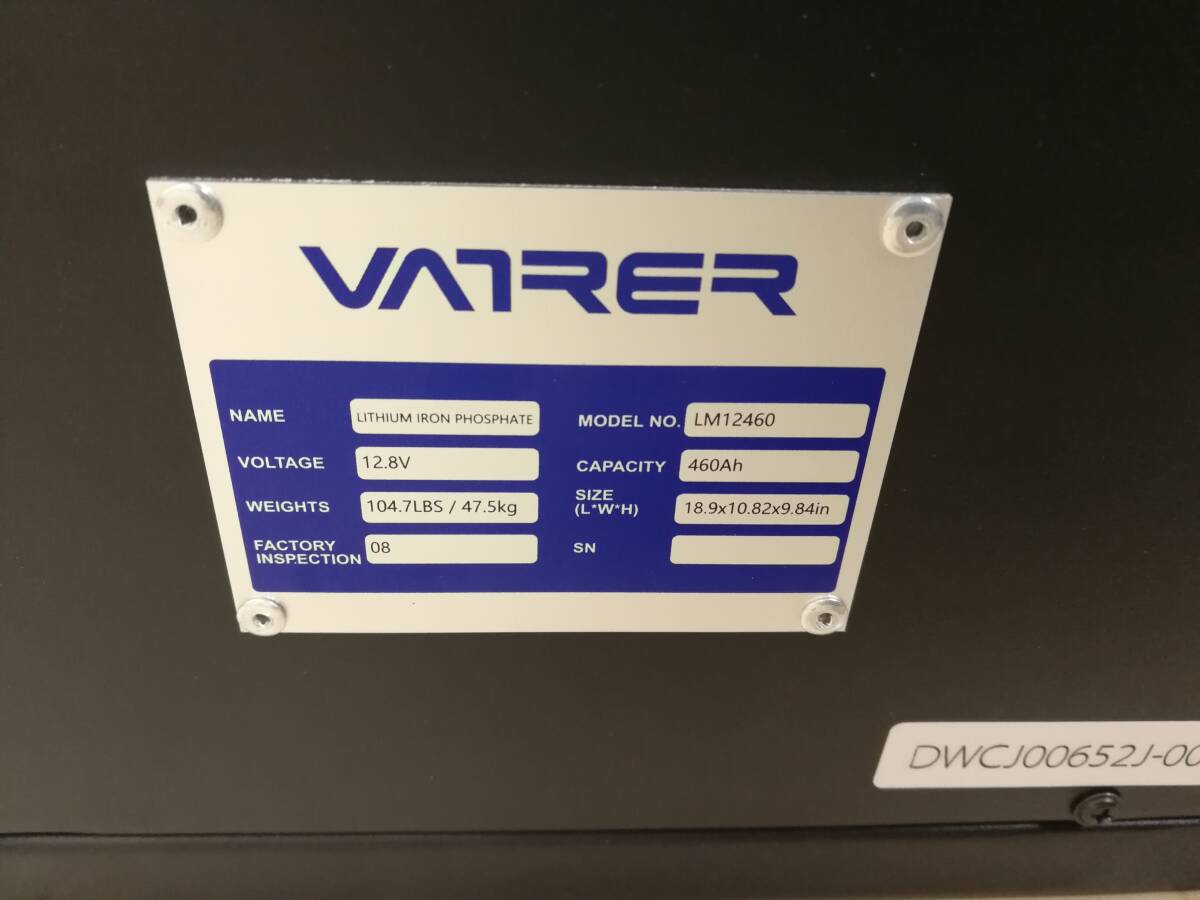 VATRER
NAME LITHIUM IRON PHOSPHATE MODEL NO. LM12460
VOLTAGE 12.8V CAPACITY 460Ah
WEIGHTS 104.7LBS / 47.5kg SIZE
(L*W*H) 18.9x10.82x9.84in
FACTORY
INSPECTION 08 SN
DWCJ00652J-00